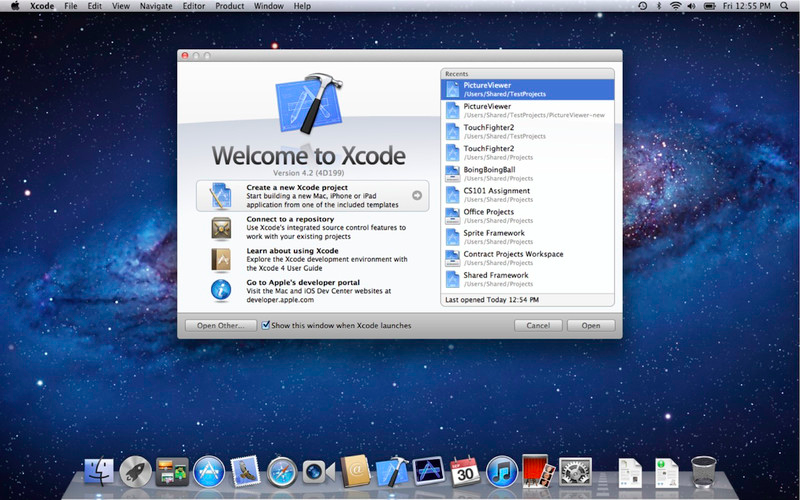 Xcode File Edit View Navigate Editor Product Window Help Fri 12:55 PM
Welcome to Xcode
Version 4.2 (4D199)
Create a new Xcode project
Start building a new Mac, iPhone or iPad
application from one of the included templates
Connect to a repository
Use Xcode's integrated source control features to
work with your existing projects
Learn about using Xcode
Explore the Xcode development environment with
the Xcode 4 User Guide
Go to Apple's developer portal
Visit the Mac and iOS Dev Center websites at
developer.apple.com
Recents
PictureViewer
/Users/Shared/TestProjects
PictureViewer
/Users/Shared/TestProjects/PictureViewer-new
TouchFighter2
/Users/Shared/TestProjects
TouchFighter2
/Users/Shared/Projects
BoingBoingBall
/Users/Shared/Projects
CS101 Assignment
/Users/Shared/Projects
Office Projects
/Users/Shared/Projects
Sprite Framework
/Users/Shared/Projects
Contract Projects Workspace
/Users/Shared/Projects
Shared Framework
/Users/Shared/Projects
Last opened Today 12:54 PM
Open Other...
Show this window when Xcode launches
Cancel
Open
30